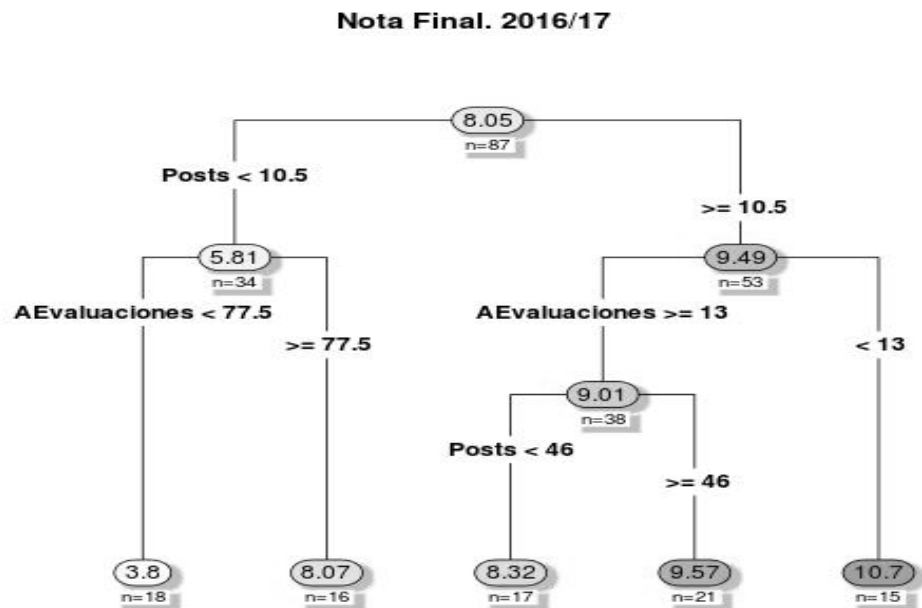 Nota Final. 2016/17
8.05
n=87
Posts < 10.5
>= 10.5
5.81
n=34
9.49
n=53
AEvaluaciones < 77.5
>= 77.5
AEvaluaciones >= 13
< 13
9.01
n=38
Posts < 46
>= 46
3.8
n=18
8.07
n=16
8.32
n=17
9.57
n=21
10.7
n=15